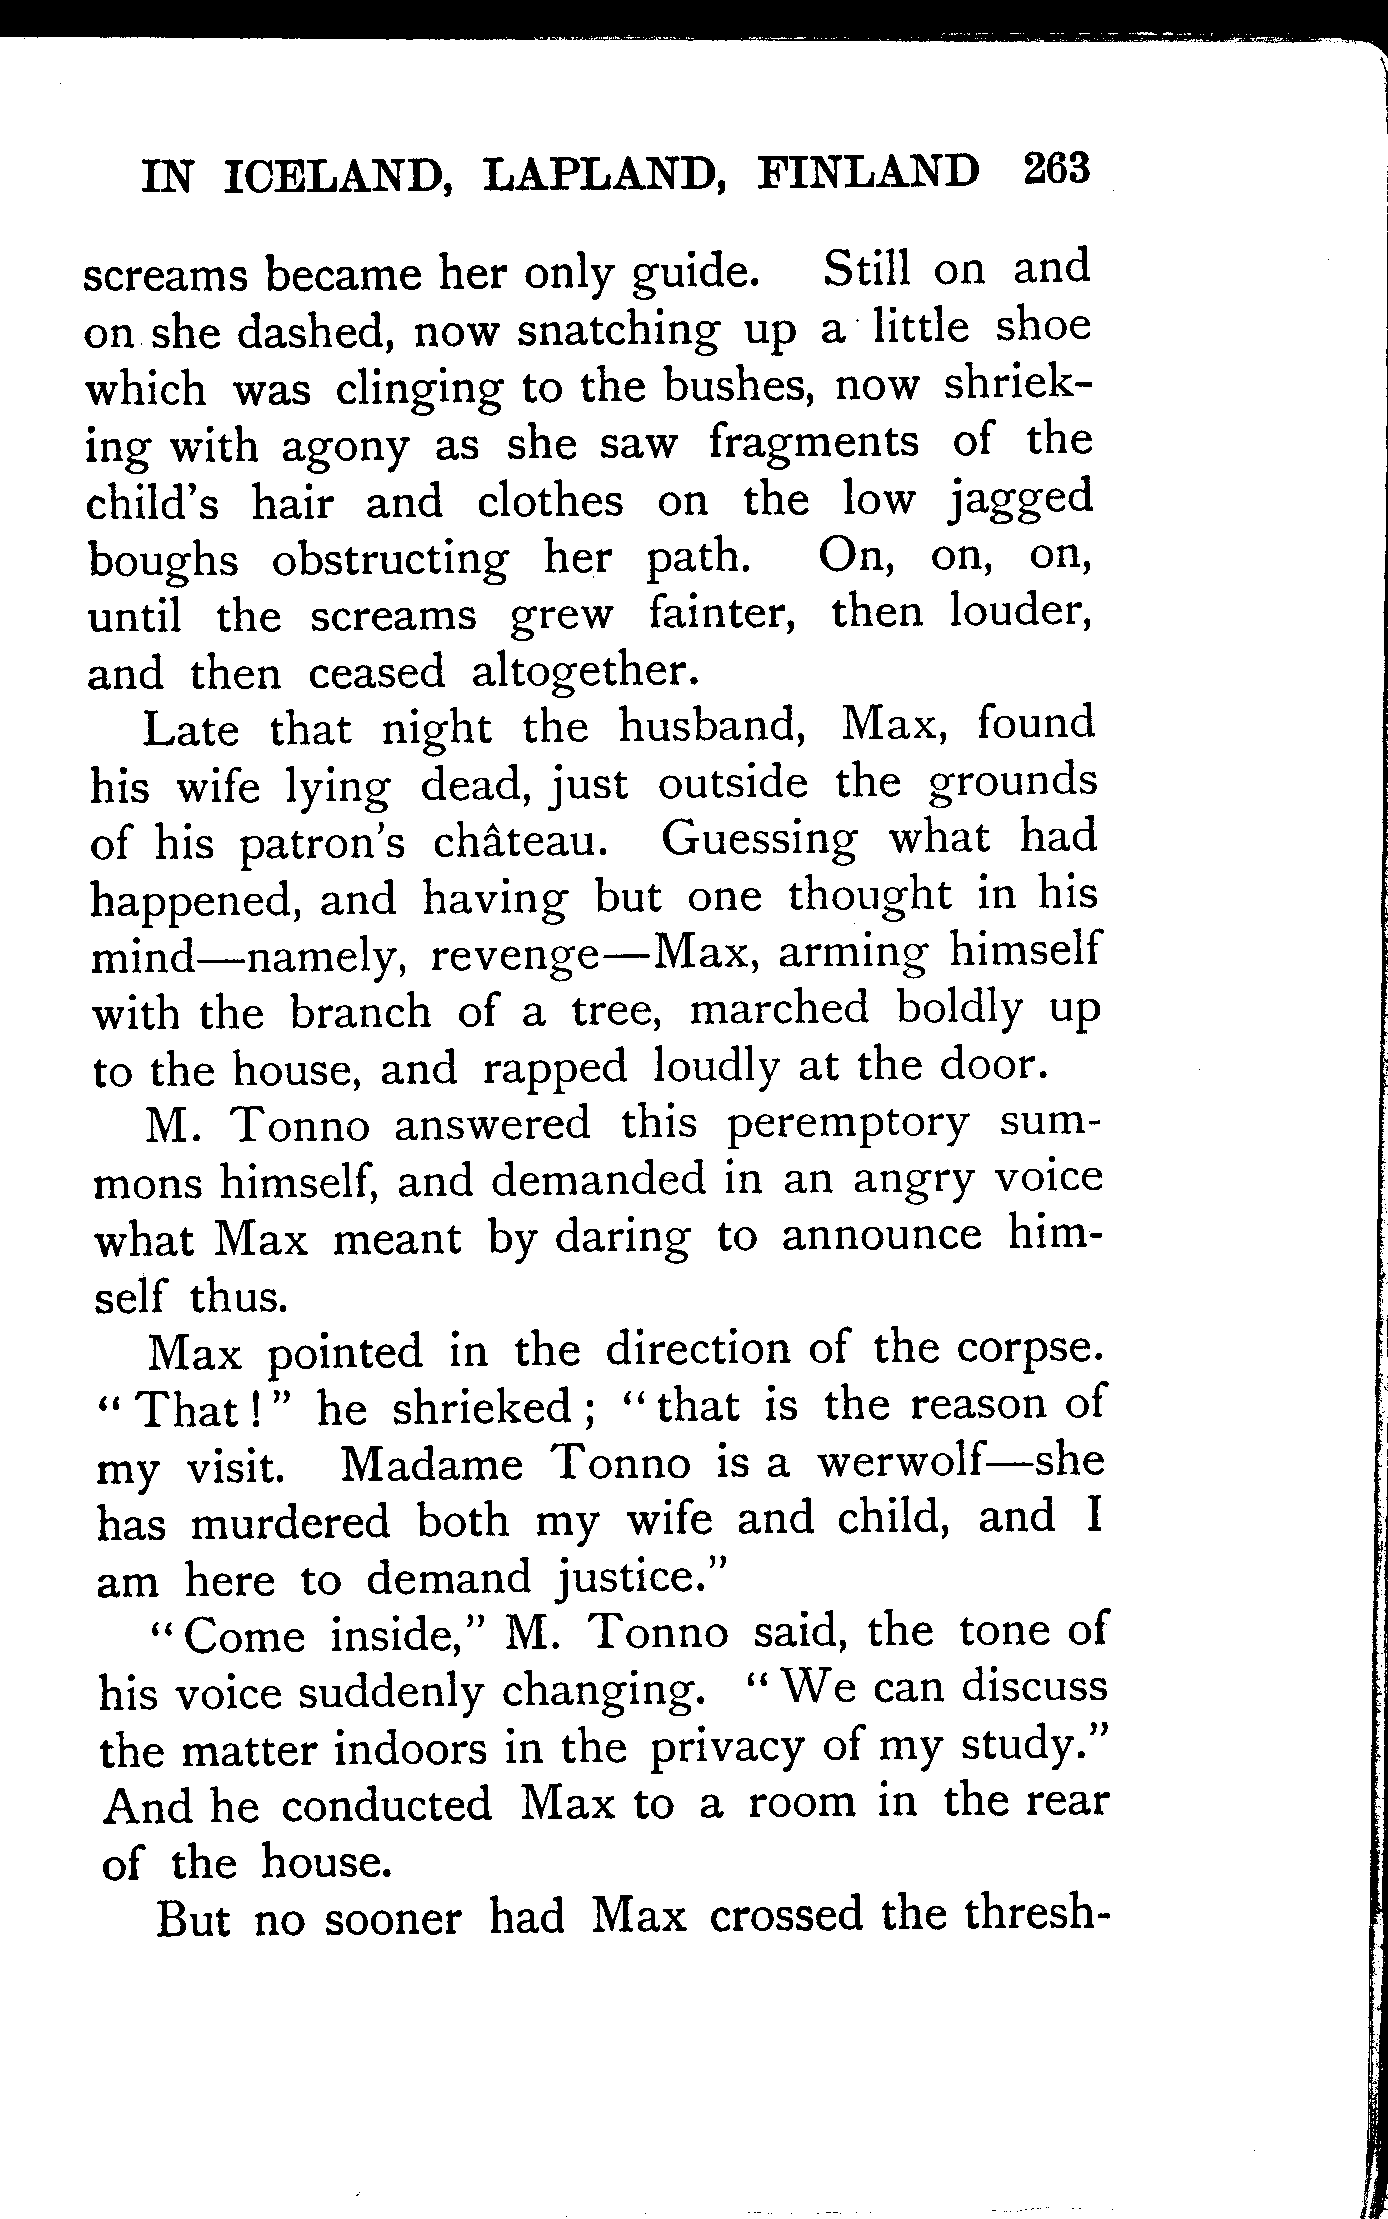 IN ICELAND, LAPLAND, FINLAND 263
screams became her only guide. Still on and
on she dashed, now snatching up a little shoe
which was clinging to the bushes, now shriek-
ing with agony as she saw fragments of the
child's hair and clothes on the low jagged
boughs obstructing her path. On, on, on,
until the screams grew fainter, then louder,
and then ceased altogether.
Late that night the husband, Max, found
his wife lying dead, just outside the grounds
of his patron's château. Guessing what had
happened, and having but one thought in his
mind—namely, revenge—Max, arming himself
with the branch of a tree, marched boldly up
to the house, and rapped loudly at the door.
M. Tonno answered this peremptory sum-
mons himself, and demanded in an angry voice
what Max meant by daring to announce him-
self thus.
Max pointed in the direction of the corpse.
"That!" he shrieked; "that is the reason of
my visit. Madame Tonno is a werwolf—she
has murdered both my wife and child, and I
am here to demand justice."
"Come inside," M. Tonno said, the tone of
his voice suddenly changing. "We can discuss
the matter indoors in the privacy of my study."
And he conducted Max to a room in the rear
of the house.
But no sooner had Max crossed the thresh-